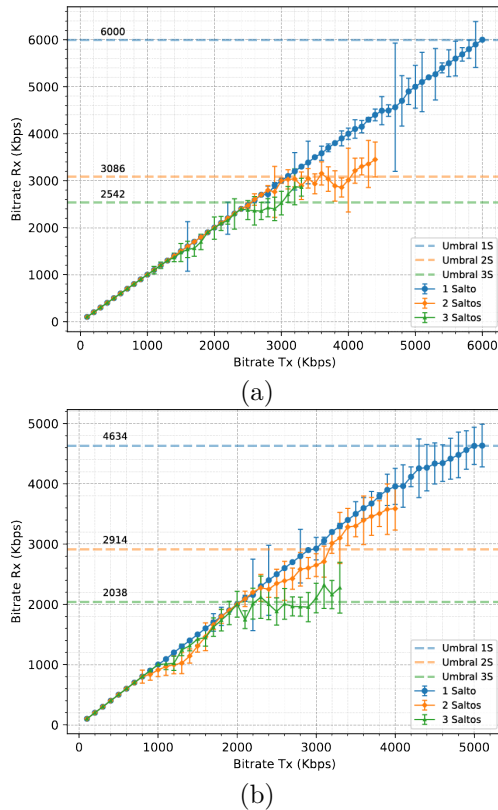 6000
6000
5000
4000
3086
3000
2542
2000
1000
0
Bitrate Rx (Kbps)
Umbral 1S
Umbral 2S
Umbral 3S
1 Salto
2 Saltos
3 Saltos
0 1000 2000 3000 4000 5000 6000
Bitrate Tx (Kbps)
(a)
5000
4634
4000
3000
2914
2038
2000
1000
0
Bitrate Rx (Kbps)
Umbral 1S
Umbral 2S
Umbral 3S
1 Salto
2 Saltos
3 Saltos
0 1000 2000 3000 4000 5000
Bitrate Tx (Kbps)
(b)